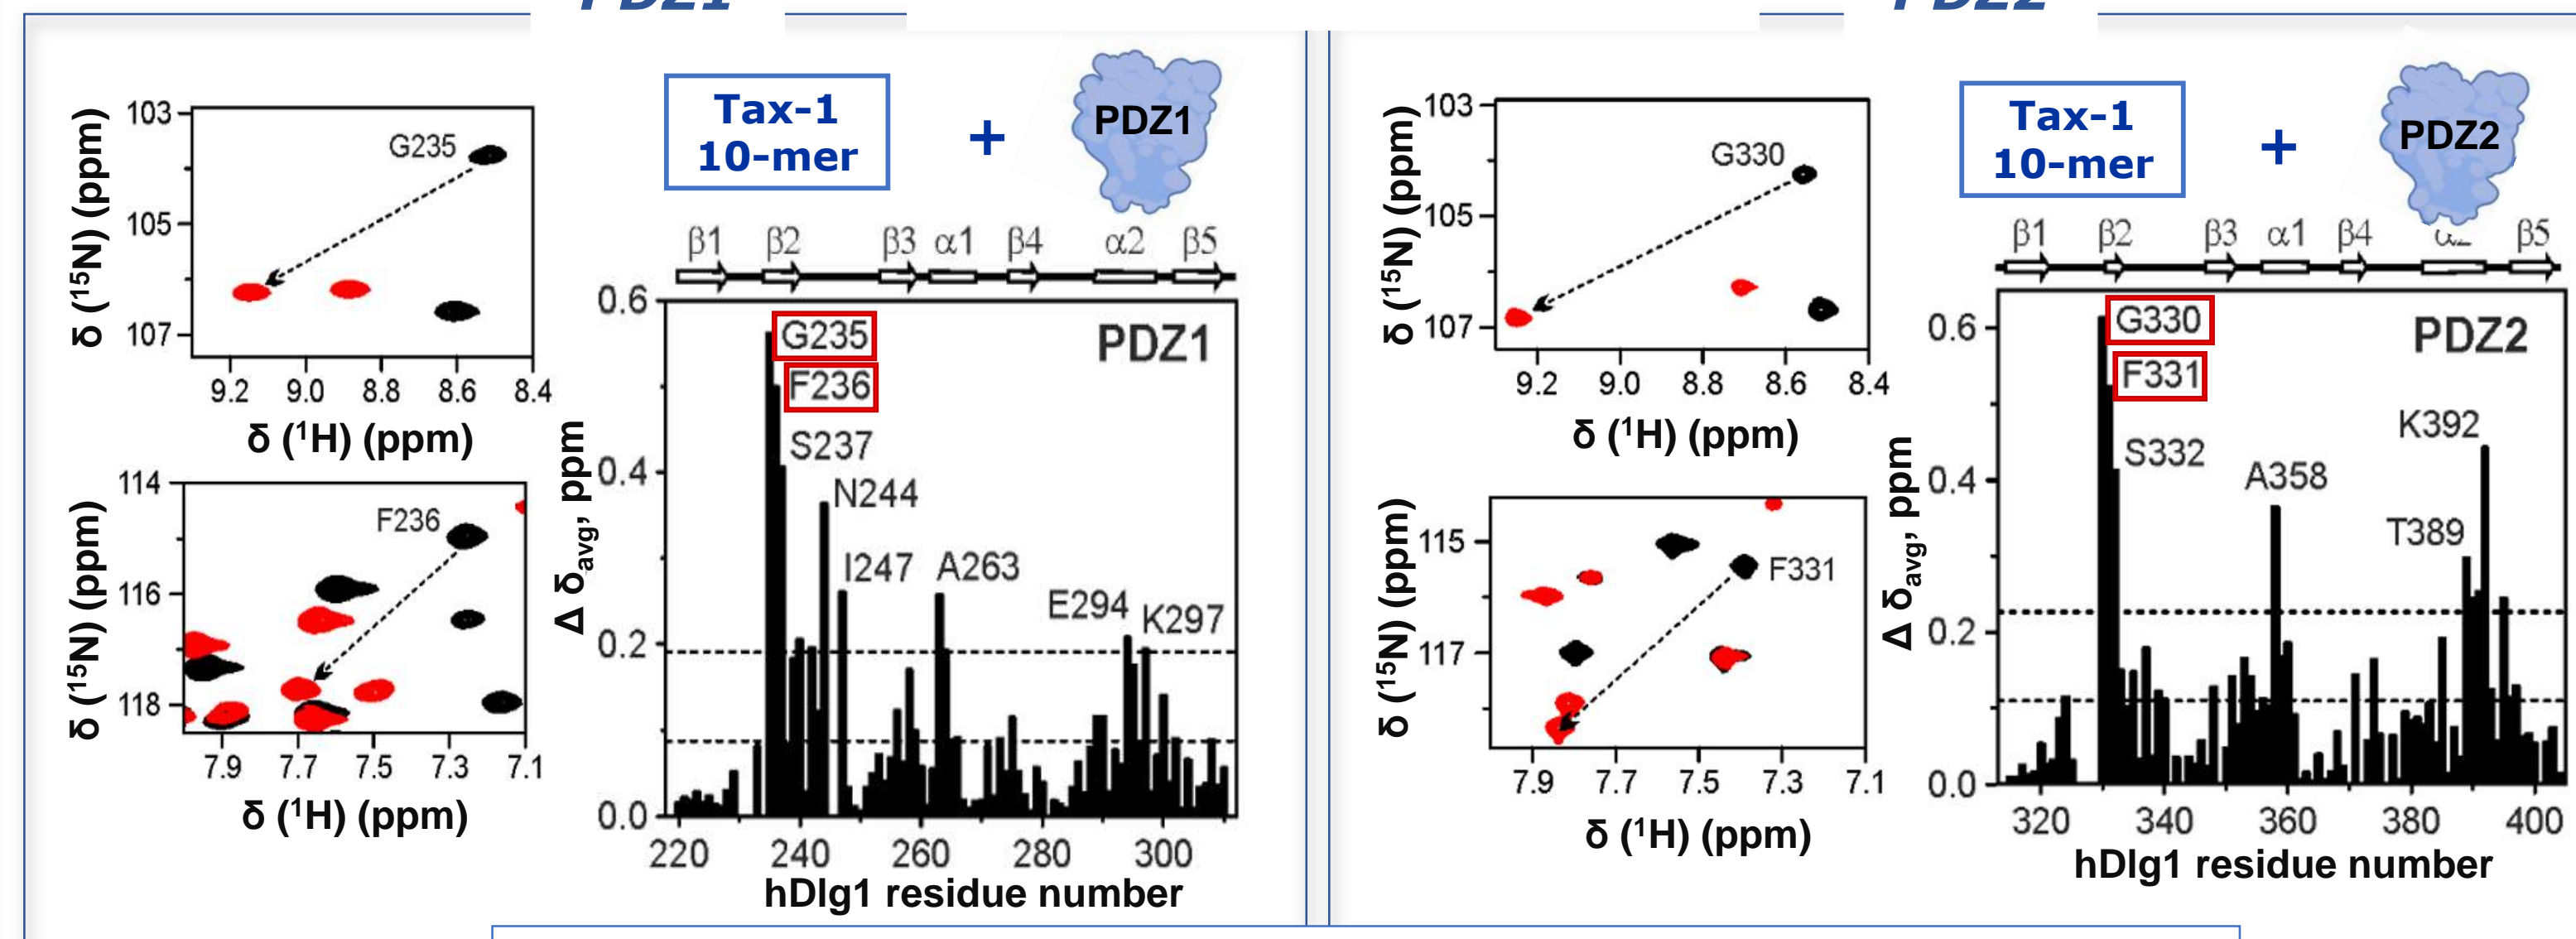 PDZ1
PDZ2
103
105
107
G235
9.2 9.0 8.8 8.6 8.4
δ (¹⁵N) (ppm)
δ (¹H) (ppm)
Tax-1
10-mer
+
PDZ1
β1 β2 β3 α1 β4 α2 β5
0.6
0.4
0.2
0.0
G235
F236
S237
N244
I247
A263
E294
K297
PDZ1
Δ δavg, ppm
220 240 260 280 300
hDlg1 residue number
114
116
118
F236
7.9 7.7 7.5 7.3 7.1
δ (¹⁵N) (ppm)
δ (¹H) (ppm)
103
105
107
G330
9.2 9.0 8.8 8.6 8.4
δ (¹⁵N) (ppm)
δ (¹H) (ppm)
Tax-1
10-mer
+
PDZ2
β1 β2 β3 α1 β4 α2 β5
0.6
0.4
0.2
0.0
G330
F331
S332
A358
T389
K392
PDZ2
Δ δavg, ppm
320 340 360 380 400
hDlg1 residue number
115
117
F331
7.9 7.7 7.5 7.3 7.1
δ (¹⁵N) (ppm)
δ (¹H) (ppm)